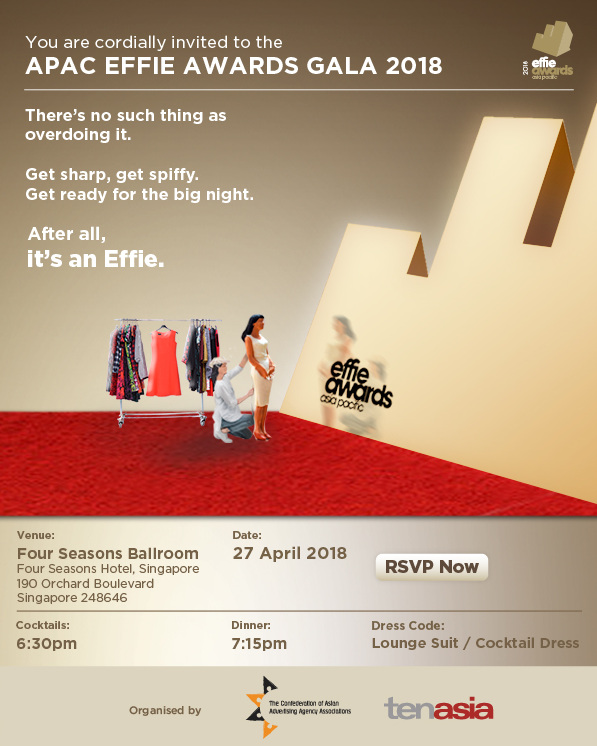 You are cordially invited to the
APAC EFFIE AWARDS GALA 2018
2018
effie
awards
asia pacific
There's no such thing as
overdoing it.
Get sharp, get spiffy.
Get ready for the big night.
After all,
it's an Effie.
effie
awards
asia pacific
Venue:
Four Seasons Ballroom
Four Seasons Hotel, Singapore
190 Orchard Boulevard
Singapore 248646
Date:
27 April 2018
RSVP Now
Cocktails:
6:30pm
Dinner:
7:15pm
Dress Code:
Lounge Suit / Cocktail Dress
Organised by
The Confederation of Asian
Advertising Agency Associations
tenasia